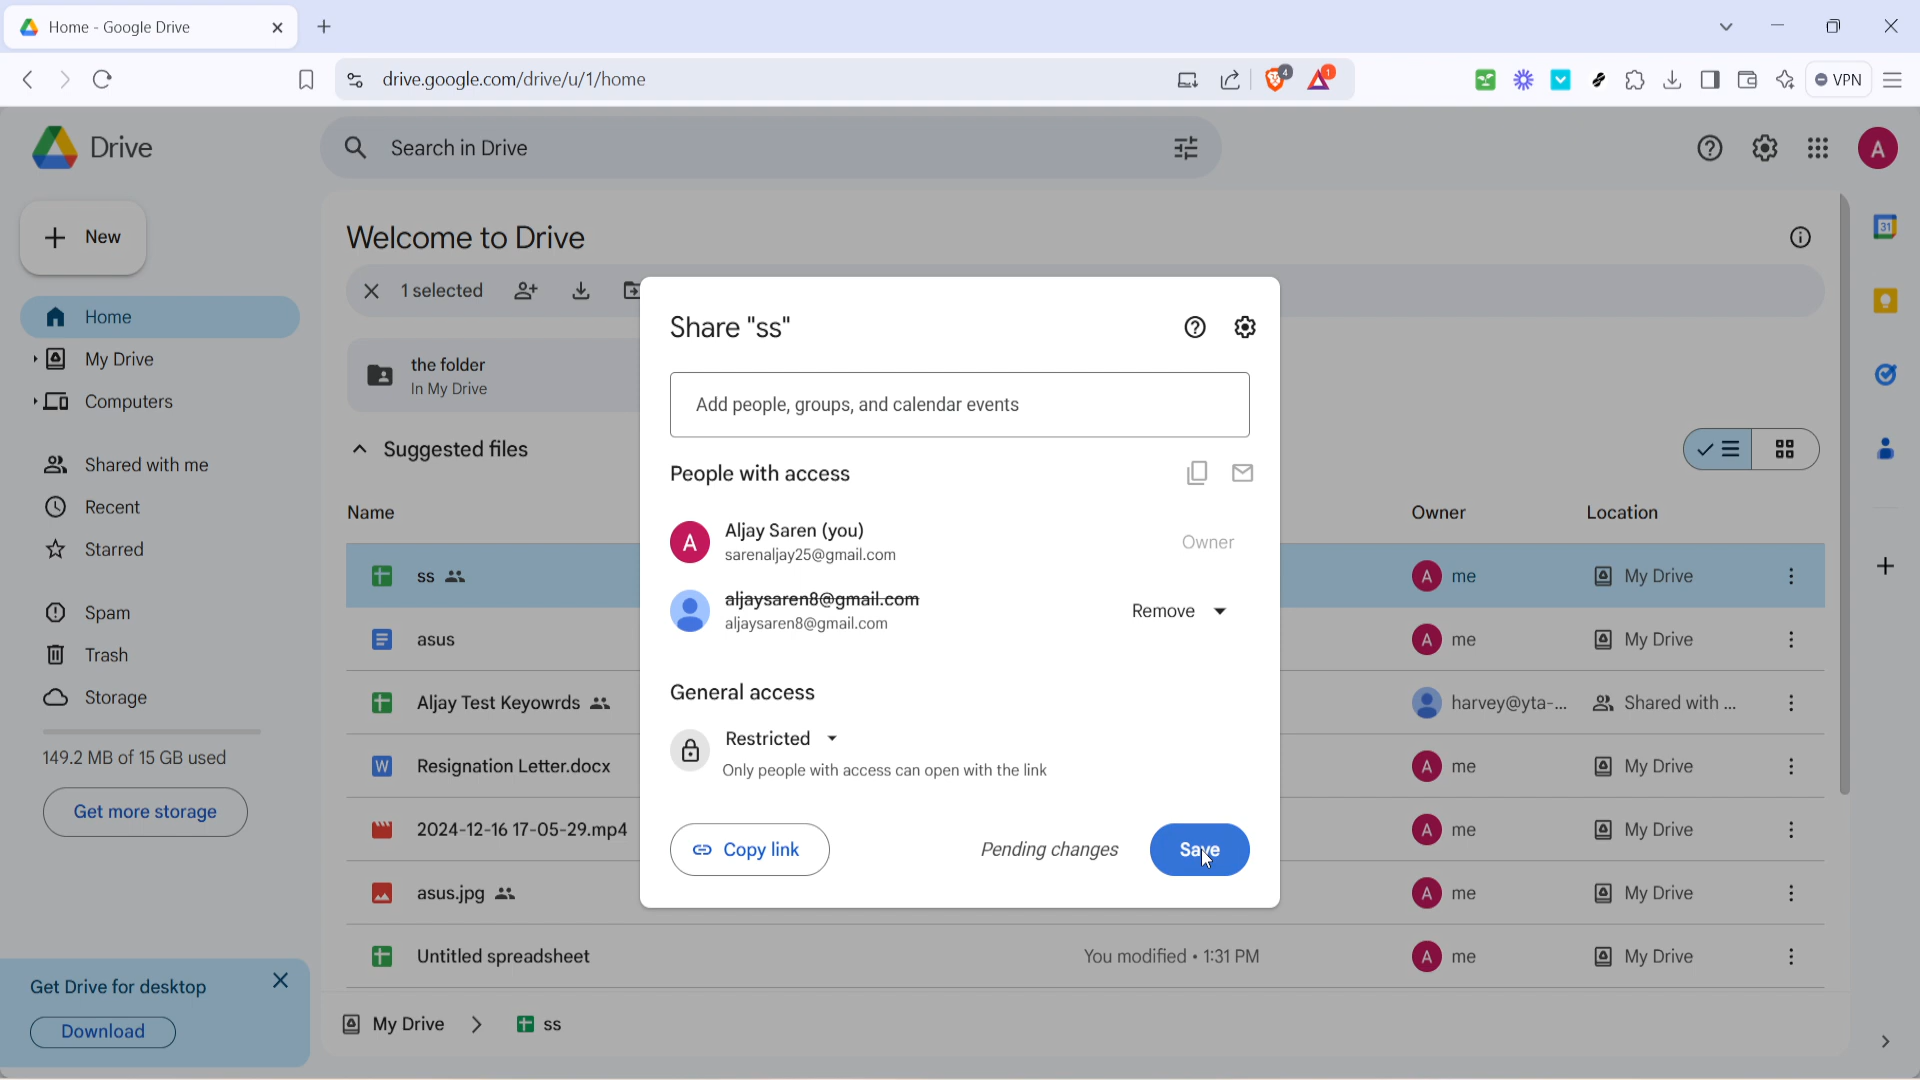 Home - Google Drive
drive.google.com/drive/u/1/home
4
1
VPN
Drive
Search in Drive
A
New
Welcome to Drive
31
1 selected
Home
My Drive
Computers
Shared with me
Recent
Starred
Spam
Trash
Storage
149.2 MB of 15 GB used
Get more storage
Get Drive for desktop
Download
the folder
In My Drive
Suggested files
Name
Owner
Location
ss
A me
My Drive
asus
A me
My Drive
Aljay Test Keyowrds
harvey@yta-...
Shared with ...
W Resignation Letter.docx
A me
My Drive
2024-12-16 17-05-29.mp4
A me
My Drive
asus.jpg
A me
My Drive
Untitled spreadsheet
You modified • 1:31 PM
A me
My Drive
My Drive
ss
Share "ss"
Add people, groups, and calendar events
People with access
A
Aljay Saren (you)
sarenaljay25@gmail.com
Owner
aljaysaren8@gmail.com
aljaysaren8@gmail.com
Remove
General access
Restricted
Only people with access can open with the link
Copy link
Pending changes
Save